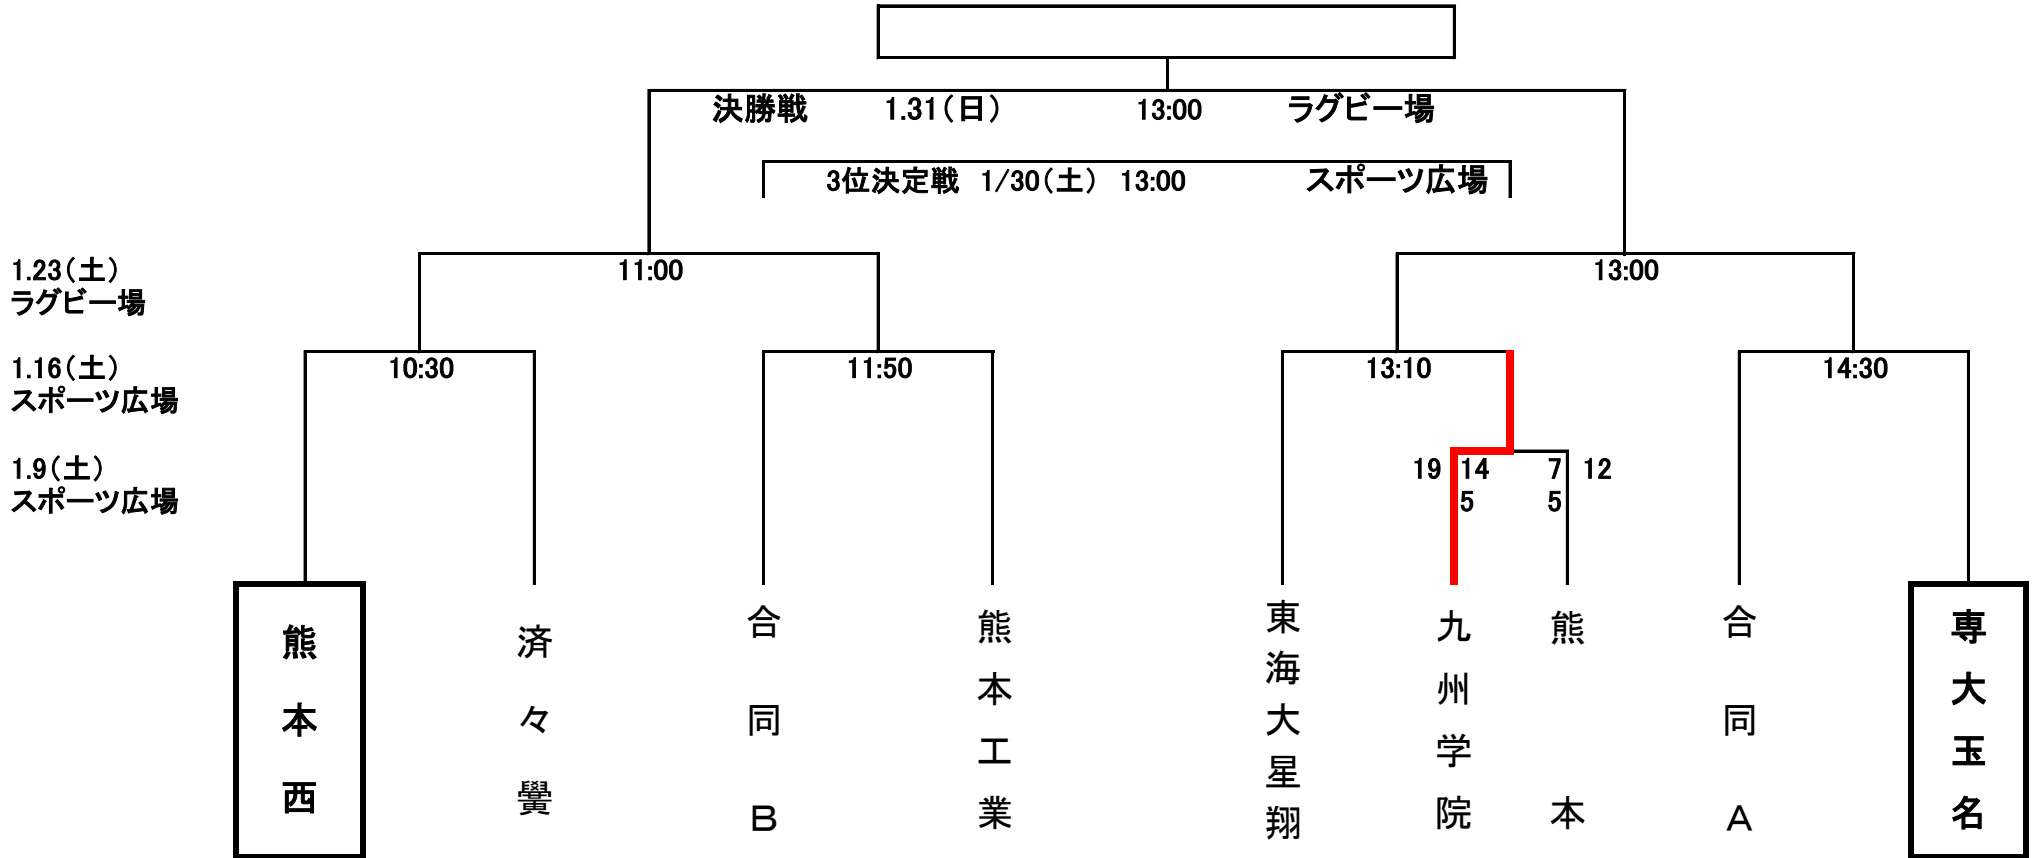 決勝戦 1.31(日) 13:00 ラグビー場
3位決定戦 1/30(土) 13:00 スポーツ広場
1.23(土)
ラグビー場
11:00
13:00
1.16(土)
スポーツ広場
10:30
11:50
13:10
14:30
1.9(土)
スポーツ広場
19 14 7 12
5 5
熊本西
済々黌
合同B
熊本工業
東海大星翔
九州学院
熊本
合同A
専大玉名